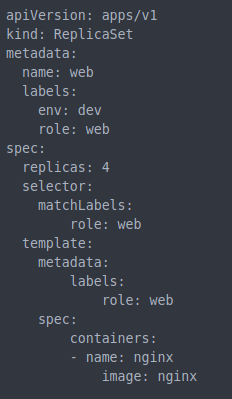 apiVersion: apps/v1
kind: ReplicaSet
metadata:
  name: web
  labels:
    env: dev
    role: web
spec:
  replicas: 4
  selector:
    matchLabels:
        role: web
  template:
    metadata:
        labels:
            role: web
    spec:
        containers:
        - name: nginx
            image: nginx